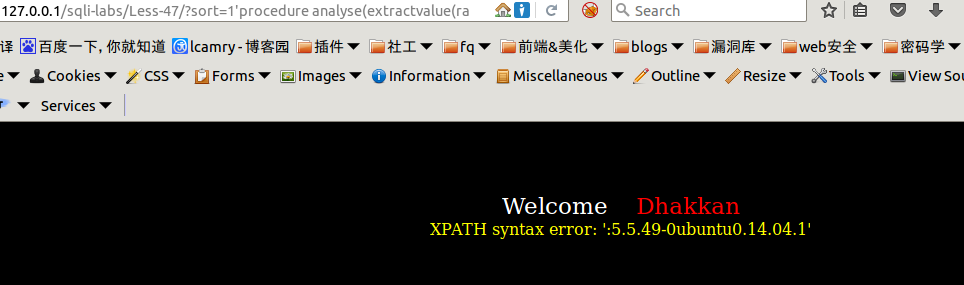 127.0.0.1/sqli-labs/Less-47/?sort=1'procedure analyse(extractvalue(ra Search
译 百度一下,你就知道 lcamry - 博客园 插件 社工 fq 前端&美化 blogs 漏洞库 web安全 密码学
Cookies CSS Forms Images Information Miscellaneous Outline Resize Tools View Sou
Services
Welcome Dhakkan
XPATH syntax error: ':5.5.49-0ubuntu0.14.04.1'